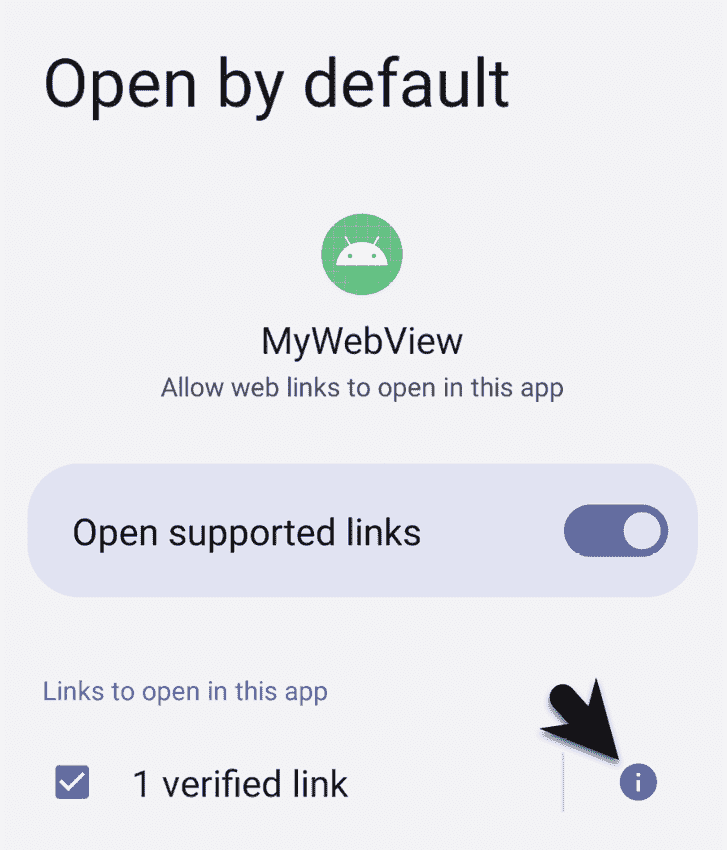 Open by default
MyWebView
Allow web links to open in this app
Open supported links
Links to open in this app
1 verified link